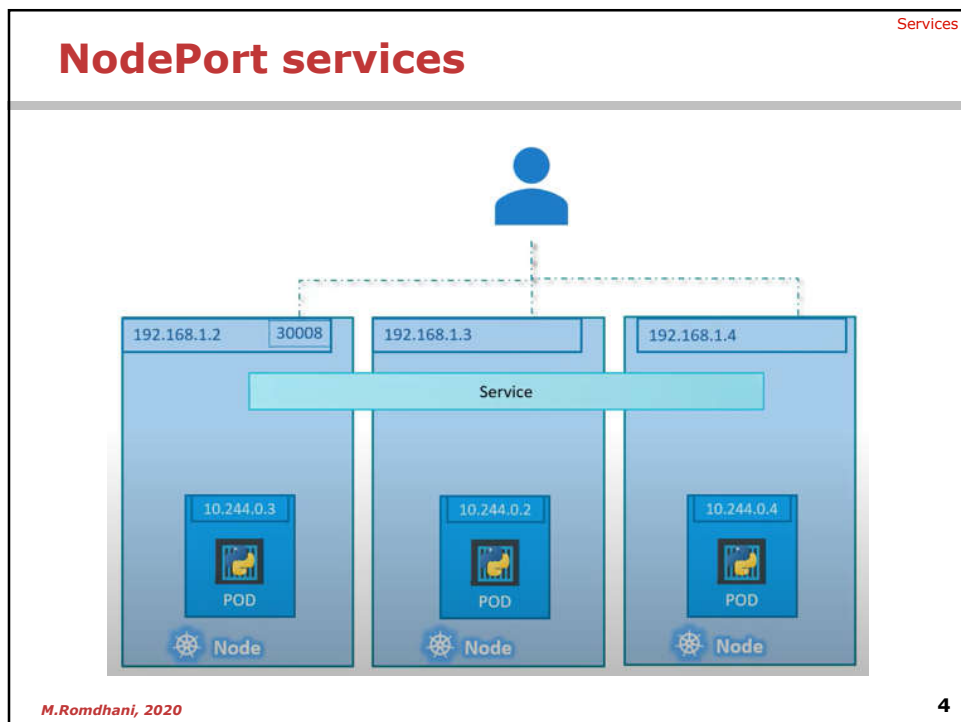 Services
NodePort services
192.168.1.2 30008 192.168.1.3 192.168.1.4
Service
10.244.0.3 10.244.0.2 10.244.0.4
POD POD POD
Node Node Node
M.Romdhani, 2020 4